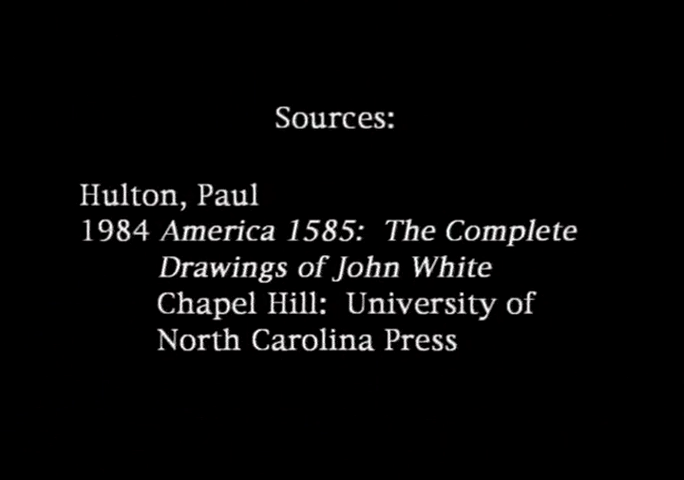 Sources:
Hulton, Paul
1984 America 1585: The Complete
Drawings of John White
Chapel Hill: University of
North Carolina Press